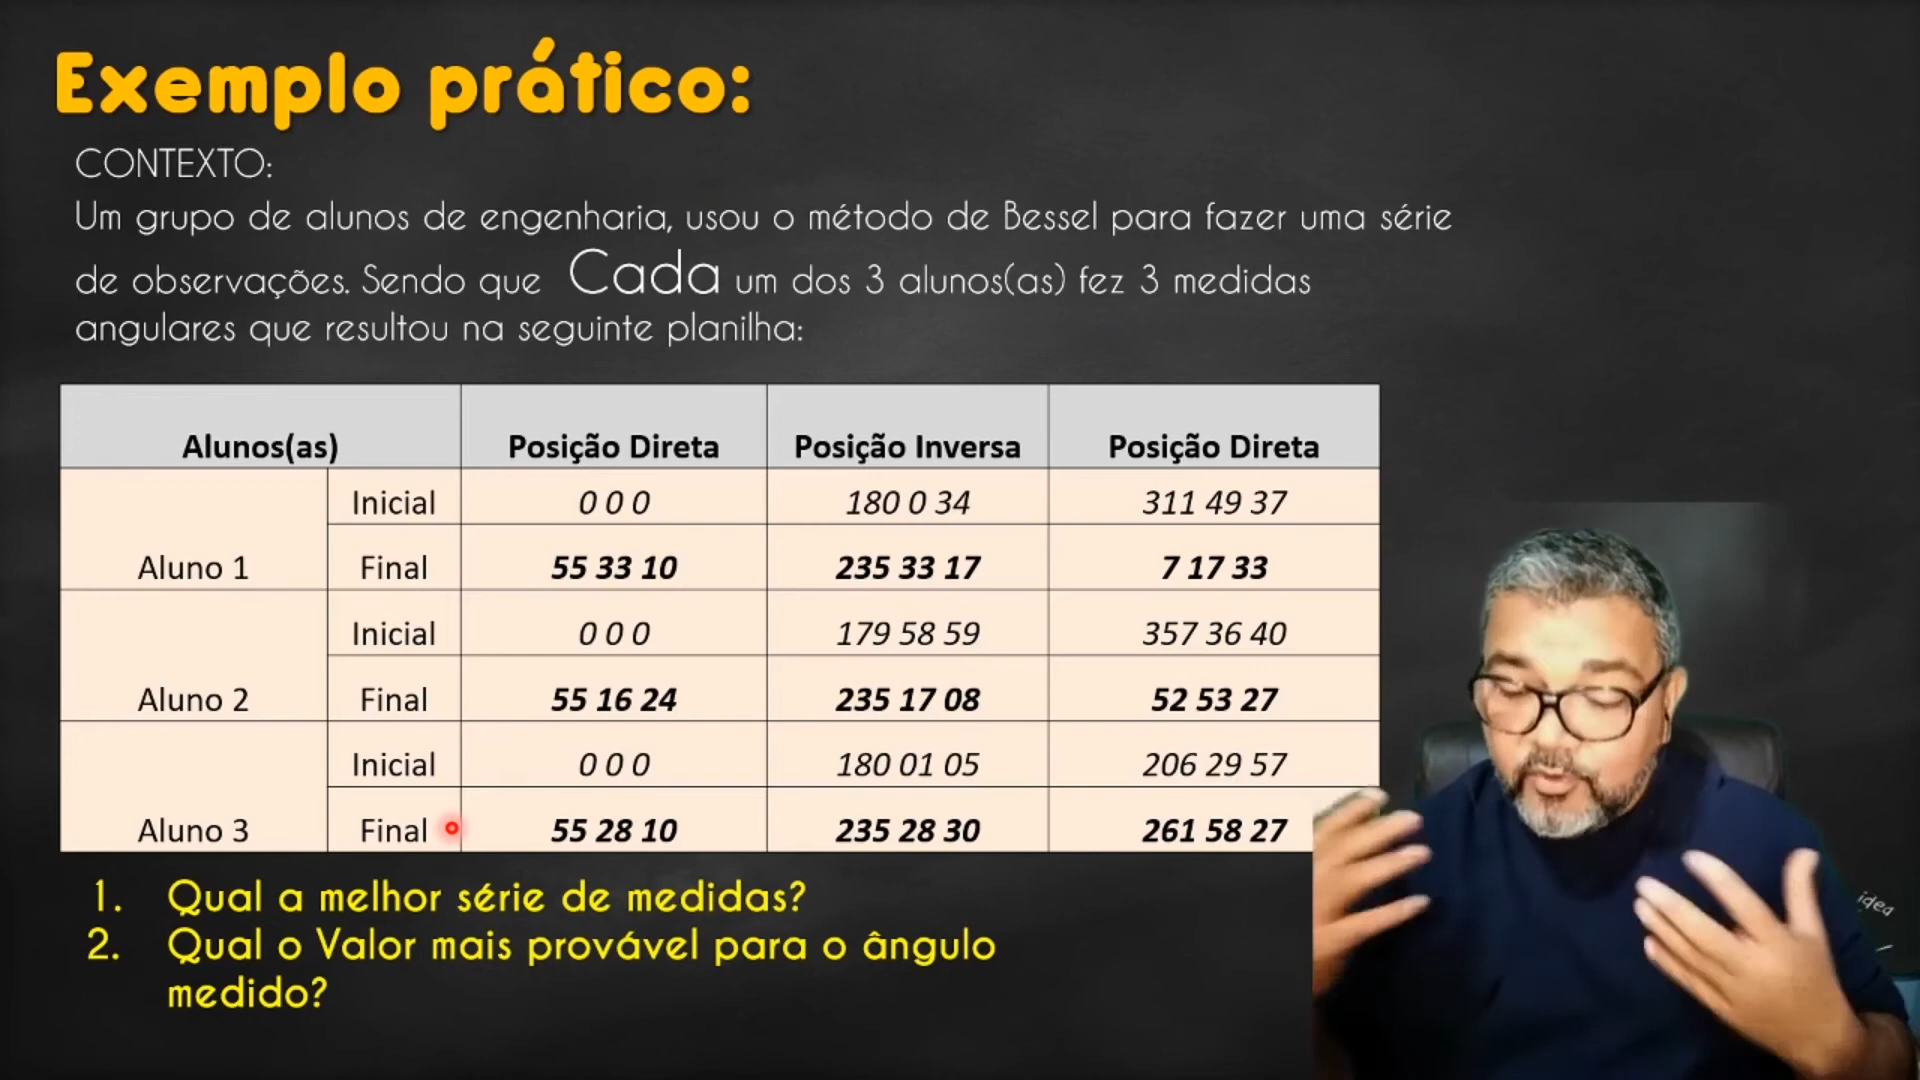 Exemplo prático:
CONTEXTO:
Um grupo de alunos de engenharia, usou o método de Bessel para fazer uma série
de observações. Sendo que Cada um dos 3 alunos(as) fez 3 medidas
angulares que resultou na seguinte planilha:
Alunos(as) Posição Direta Posição Inversa Posição Direta
Inicial 0 0 0 180 0 34 311 49 37
Aluno 1 Final 55 33 10 235 33 17 7 17 33
Inicial 0 0 0 179 58 59 357 36 40
Aluno 2 Final 55 16 24 235 17 08 52 53 27
Inicial 0 0 0 180 01 05 206 29 57
Aluno 3 Final 55 28 10 235 28 30 261 58 27
1. Qual a melhor série de medidas?
2. Qual o Valor mais provável para o ângulo
medido?
idea